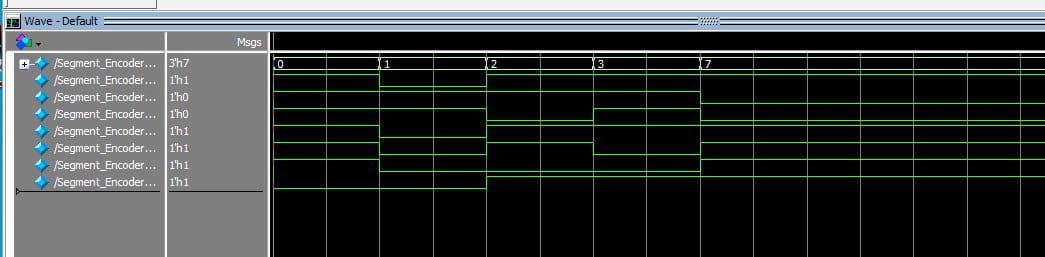 Wave - Default
Msgs
/Segment_Encoder... 3'h7 0 1 2 3 7
/Segment_Encoder... 1'h1
/Segment_Encoder... 1'h0
/Segment_Encoder... 1'h0
/Segment_Encoder... 1'h1
/Segment_Encoder... 1'h1
/Segment_Encoder... 1'h1
/Segment_Encoder... 1'h1